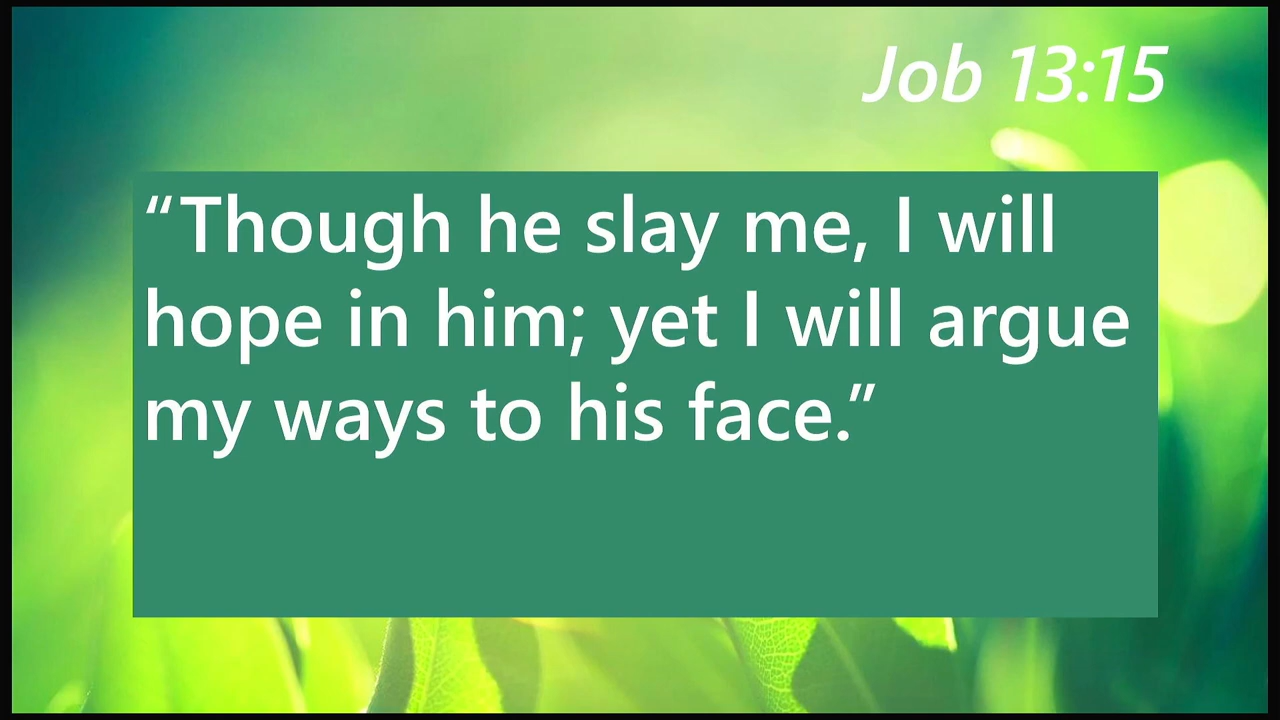 Job 13:15
“Though he slay me, I will
hope in him; yet I will argue
my ways to his face.”